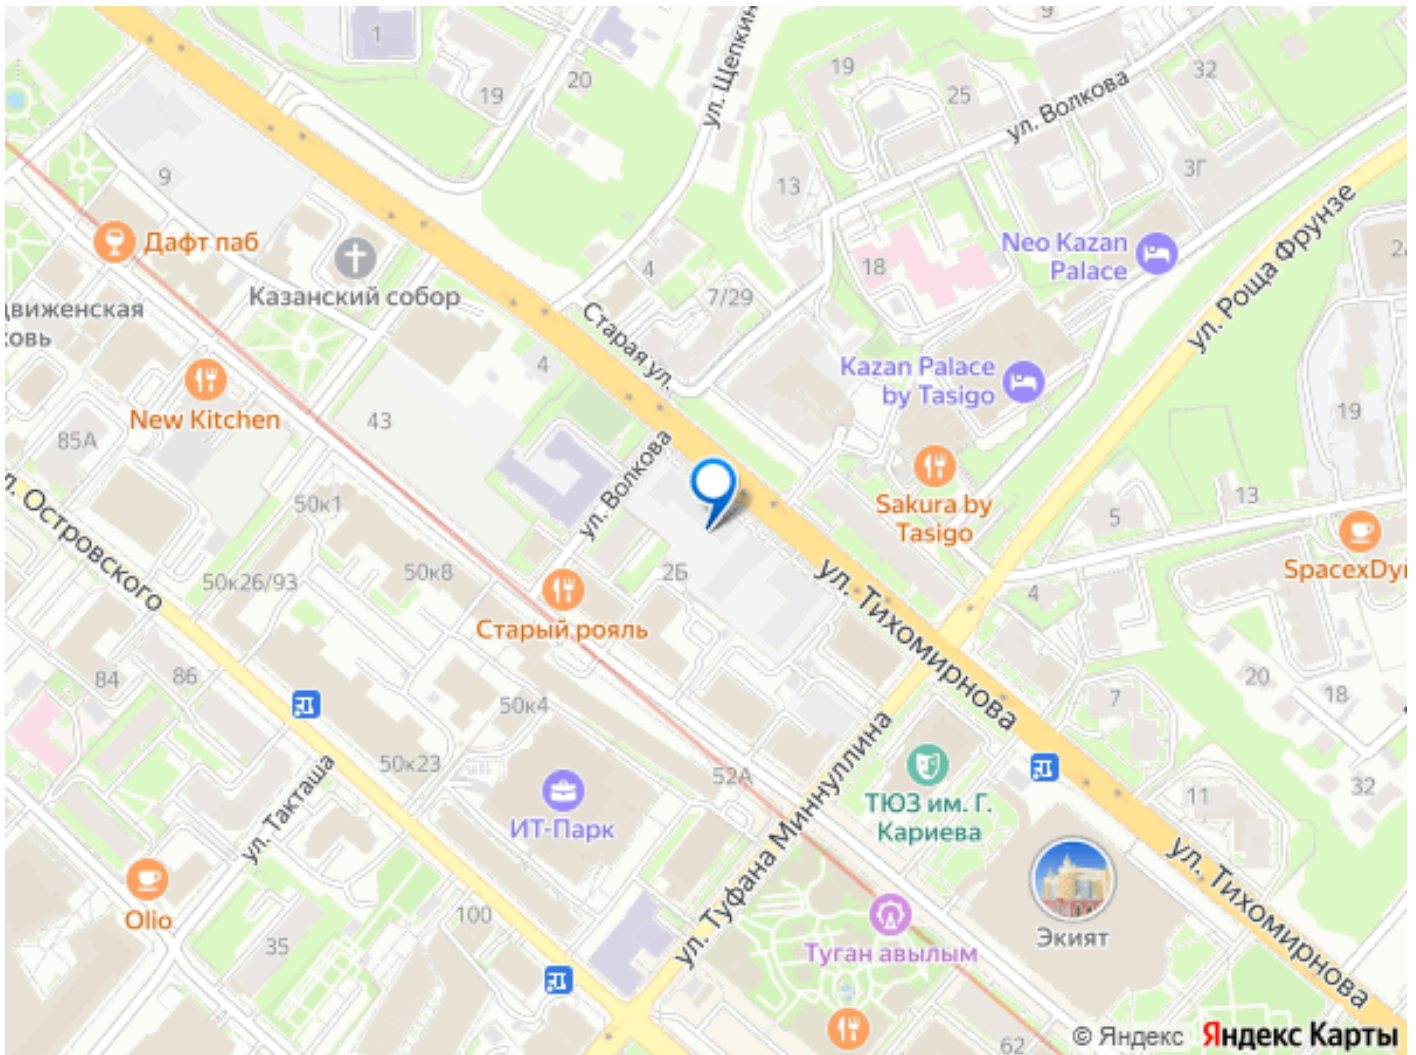 1
9
ул. Щепкин
20
19
19
25
32
ул. Волкова
3Г
9
13
Дафт паб
Казанский собор
4
18
Neo Kazan
Palace
ул. Роща Фрунзе
7/29
движенская
овь
Старая ул.
4
Kazan Palace
by Tasigo
New Kitchen
43
19
85А
ул. Волкова
Sakura by
Tasigo
13
5
50к1
л. Островского
50к26/93
50к8
2Б
SpacexDy
4
Старый рояль
ул. Тихомирнова
84
86
50к4
7
20
18
50к23
52А
ул. Такташа
ИТ-Парк
ул. Туфана Миннуллина
ТЮЗ им. Г.
Кариева
11
32
ул. Тихомирнова
Olio
100
35
Туган авылым
Экият
62
© Яндекс Яндекс Карты